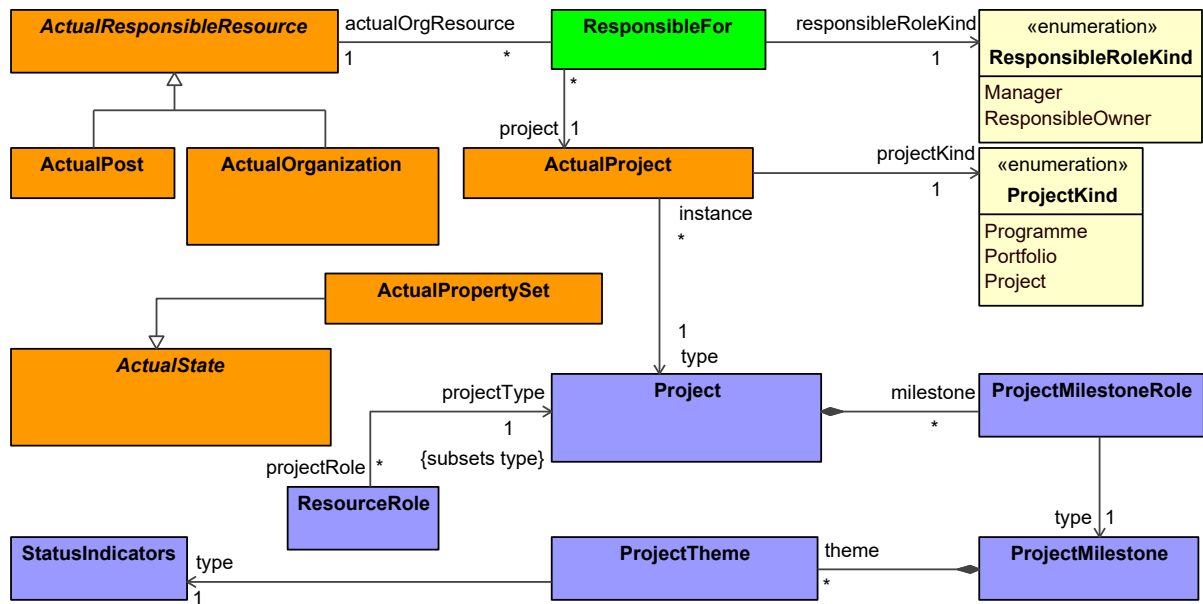 ActualResponsibleResource
actualOrgResource
1
*
ResponsibleFor
responsibleRoleKind
1
«enumeration»
ResponsibleRoleKind
Manager
ResponsibleOwner
*
project
1
ActualPost
ActualOrganization
ActualProject
projectKind
1
«enumeration»
ProjectKind
Programme
Portfolio
Project
instance
*
ActualPropertySet
1
type
ActualState
projectType
1
{subsets type}
Project
milestone
*
ProjectMilestoneRole
projectRole
*
ResourceRole
type
1
StatusIndicators
type
1
ProjectTheme
theme
*
ProjectMilestone